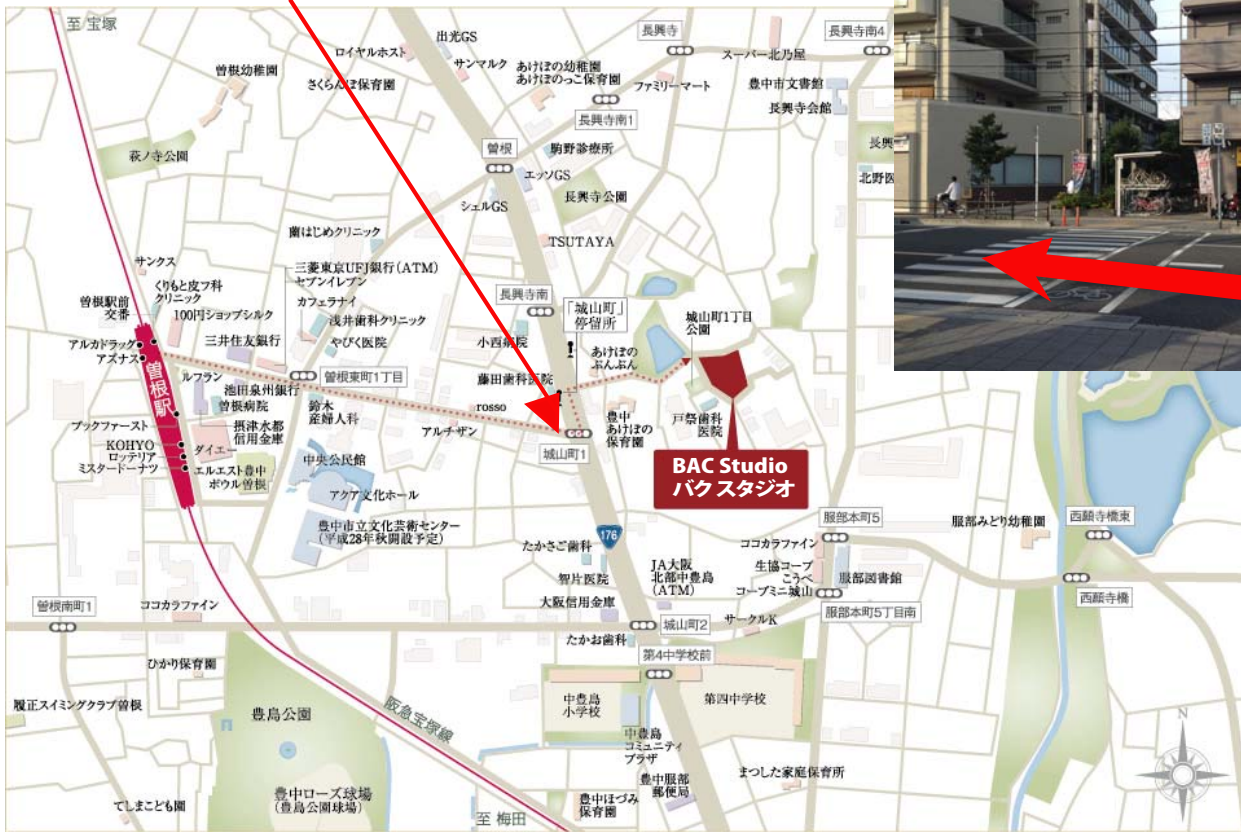 至 宝塚
出光GS
ロイヤルホスト
サンマルク
さくらんぼ保育園
曽根幼稚園
あけぼの幼稚園
あけぼのっこ保育園
長興寺
スーパー北乃屋
長興寺南4
ファミリーマート
豊中市文書館
長興寺会館
長興寺南1
萩ノ寺公園
曽根
駒野診療所
エッソGS
シェルGS
長興寺公園
長興
北野医
蘭はじめクリニック
TSUTAYA
サンクス
くりもと皮フ科
クリニック
三菱東京UFJ銀行(ATM)
セブンイレブン
曽根駅前
交番
100円ショップシルク
カフェラナイ
浅井歯科クリニック
やびく医院
長興寺南
「城山町」
停留所
城山町1丁目
公園
アルカドラッグ
アズナス
三井住友銀行
小西病院
あけぼの
ぶんぶん
曽根駅
ルフラン
池田泉州銀行
曽根病院
曽根東町1丁目
藤田歯科医院
ブックファースト
摂津水都
信用金庫
鈴木
産婦人科
rosso
アルチザン
豊中
あけぼの
保育園
戸祭歯科
医院
KOHYO
ロッテリア
ミスタードーナツ
ダイエー
エルエスト豊中
ボウル曽根
中央公民館
アクア文化ホール
城山町1
BAC Studio
バク スタジオ
豊中市立文化芸術センター
(平成28年秋開設予定)
176
たかさご歯科
智片医院
大阪信用金庫
JA大阪
北部中豊島
(ATM)
服部本町5
ココカラファイン
生協コープ
こうべ
コープミニ城山
服部図書館
服部みどり幼稚園
西願寺橋東
西願寺橋
曽根南町1
ココカラファイン
城山町2
サークルK
服部本町5丁目南
たかお歯科
第4中学校前
ひかり保育園
履正スイミングクラブ曽根
豊島公園
阪急宝塚線
中豊島
小学校
第四中学校
中豊島
コミュニティ
プラザ
豊中服部
郵便局
まつした家庭保育所
N
てしまこども園
豊中ローズ球場
(豊島公園球場)
至 梅田
豊中ほづみ
保育園